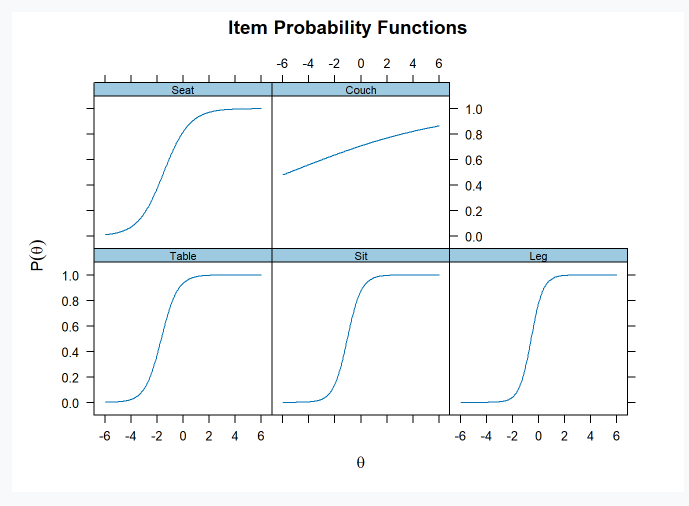 Item Probability Functions
-6 -4 -2 0 2 4 6
Seat Couch
1.0
0.8
0.6
0.4
0.2
0.0
P(θ)
Table Sit Leg
1.0
0.8
0.6
0.4
0.2
0.0
-6 -4 -2 0 2 4 6 -6 -4 -2 0 2 4 6
θ